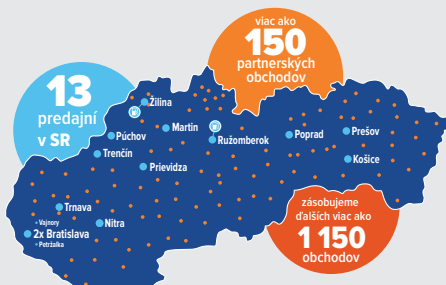 viac ako
150
partnerských
obchodov
13
predajní
v SR
Žilina
Púchov
Martin
Ružomberok
Poprad
Prešov
Trenčín
Prievidza
Košice
Trnava
• Vajnory
2x Bratislava
• Petržalka
Nitra
zásobujeme
ďalších viac ako
1 150
obchodov